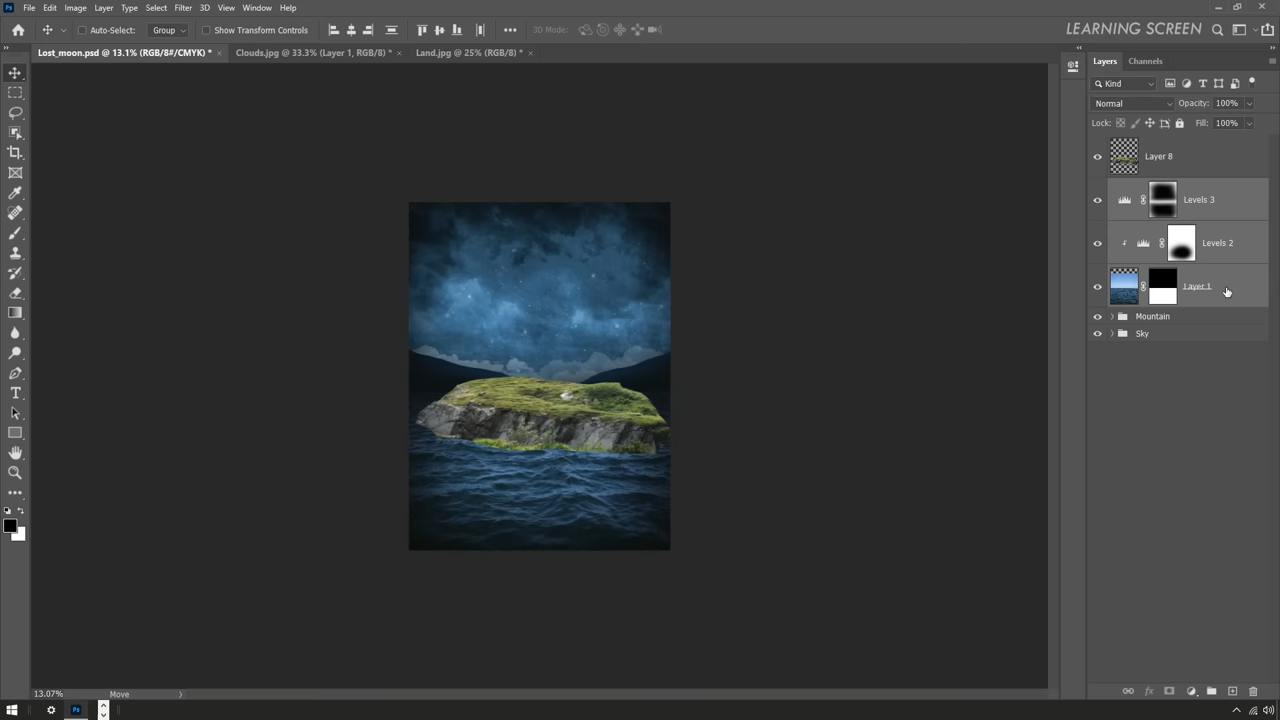 File Edit Image Layer Type Select Filter 3D View Window Help
Auto-Select: Group Show Transform Controls 3D Mode: LEARNING SCREEN
Lost_moon.psd @ 13.1% (RGB/8#/CMYK) * Clouds.jpg @ 33.3% (Layer 1, RGB/8) * Land.jpg @ 25% (RGB/8) *
Layers Channels
Kind
Normal Opacity: 100%
Lock: Fill: 100%
Layer 8
Levels 3
Levels 2
Layer 1
Mountain
Sky
13.07% Move